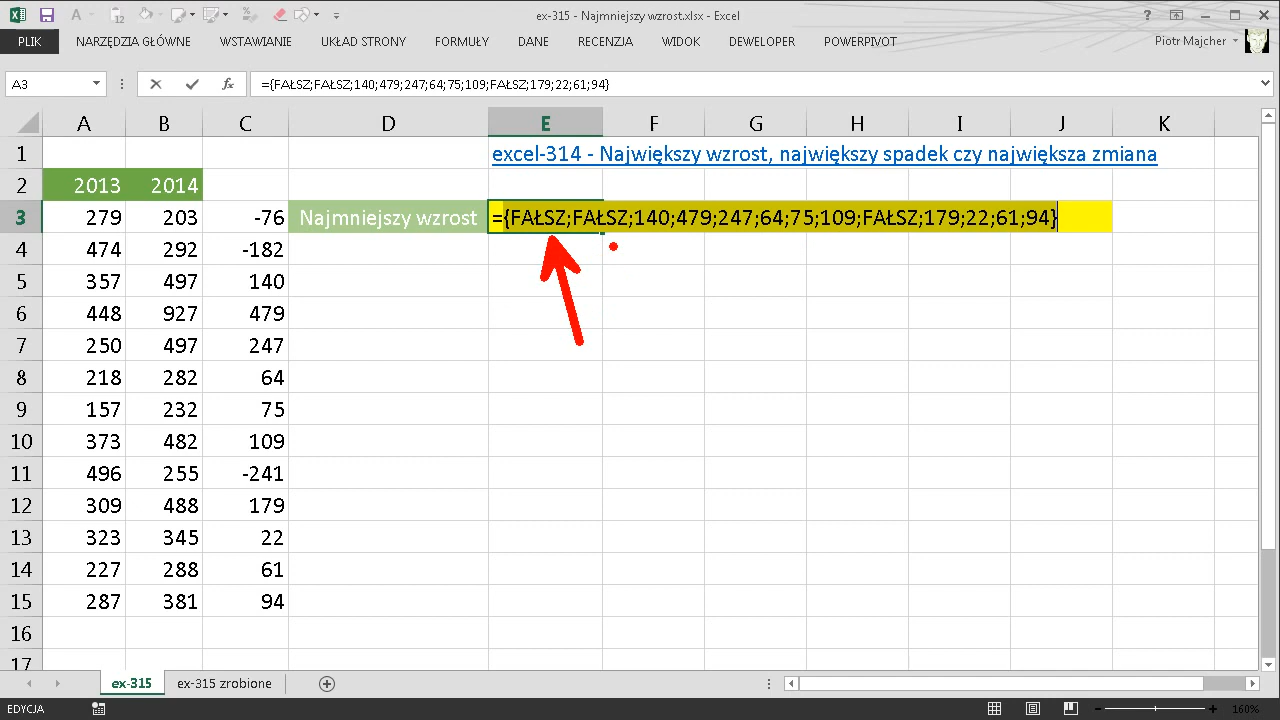 ex-315 - Najmniejszy wzrost.xlsx - Excel
PLIK NARZĘDZIA GŁÓWNE WSTAWIANIE UKŁAD STRONY FORMUŁY DANE RECENZJA WIDOK DEWELOPER POWERPIVOT Piotr Majcher
A3 fx ={FAŁSZ;FAŁSZ;140;479;247;64;75;109;FAŁSZ;179;22;61;94}
A B C D E F G H I J K
1 excel-314 - Największy wzrost, największy spadek czy największa zmiana
2 2013 2014
3 279 203 -76 Najmniejszy wzrost ={FAŁSZ;FAŁSZ;140;479;247;64;75;109;FAŁSZ;179;22;61;94}
4 474 292 -182
5 357 497 140
6 448 927 479
7 250 497 247
8 218 282 64
9 157 232 75
10 373 482 109
11 496 255 -241
12 309 488 179
13 323 345 22
14 227 288 61
15 287 381 94
16
17
ex-315 ex-315 zrobione
EDYCJA 160%